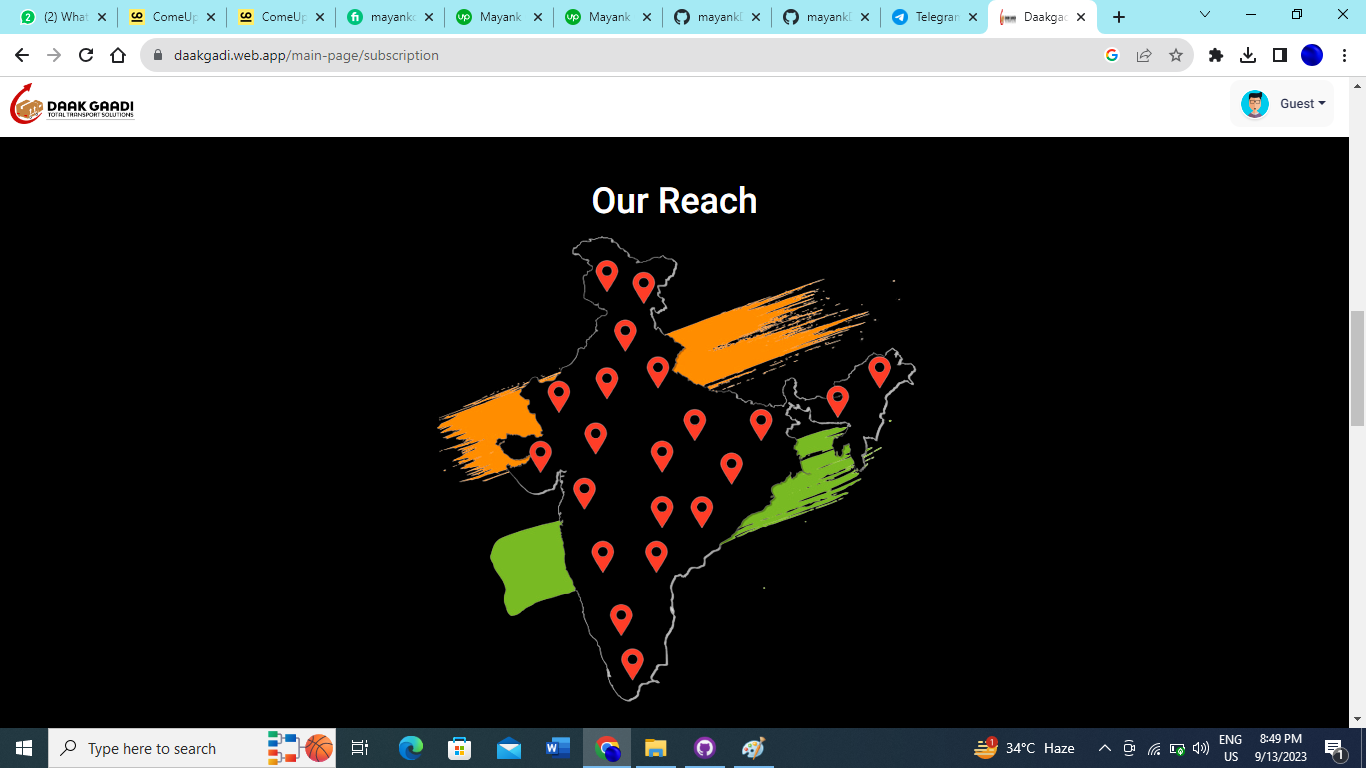 (2) What
ComeUp
ComeUp
mayankd
Mayank
Mayank
mayank
mayank
Telegram
Daakgad
daakgadi.web.app/main-page/subscription
DAAK GAADI
TOTAL TRANSPORT SOLUTIONS
Guest
Our Reach
Type here to search
1
34°C Haze
ENG
US
8:49 PM
9/13/2023
1